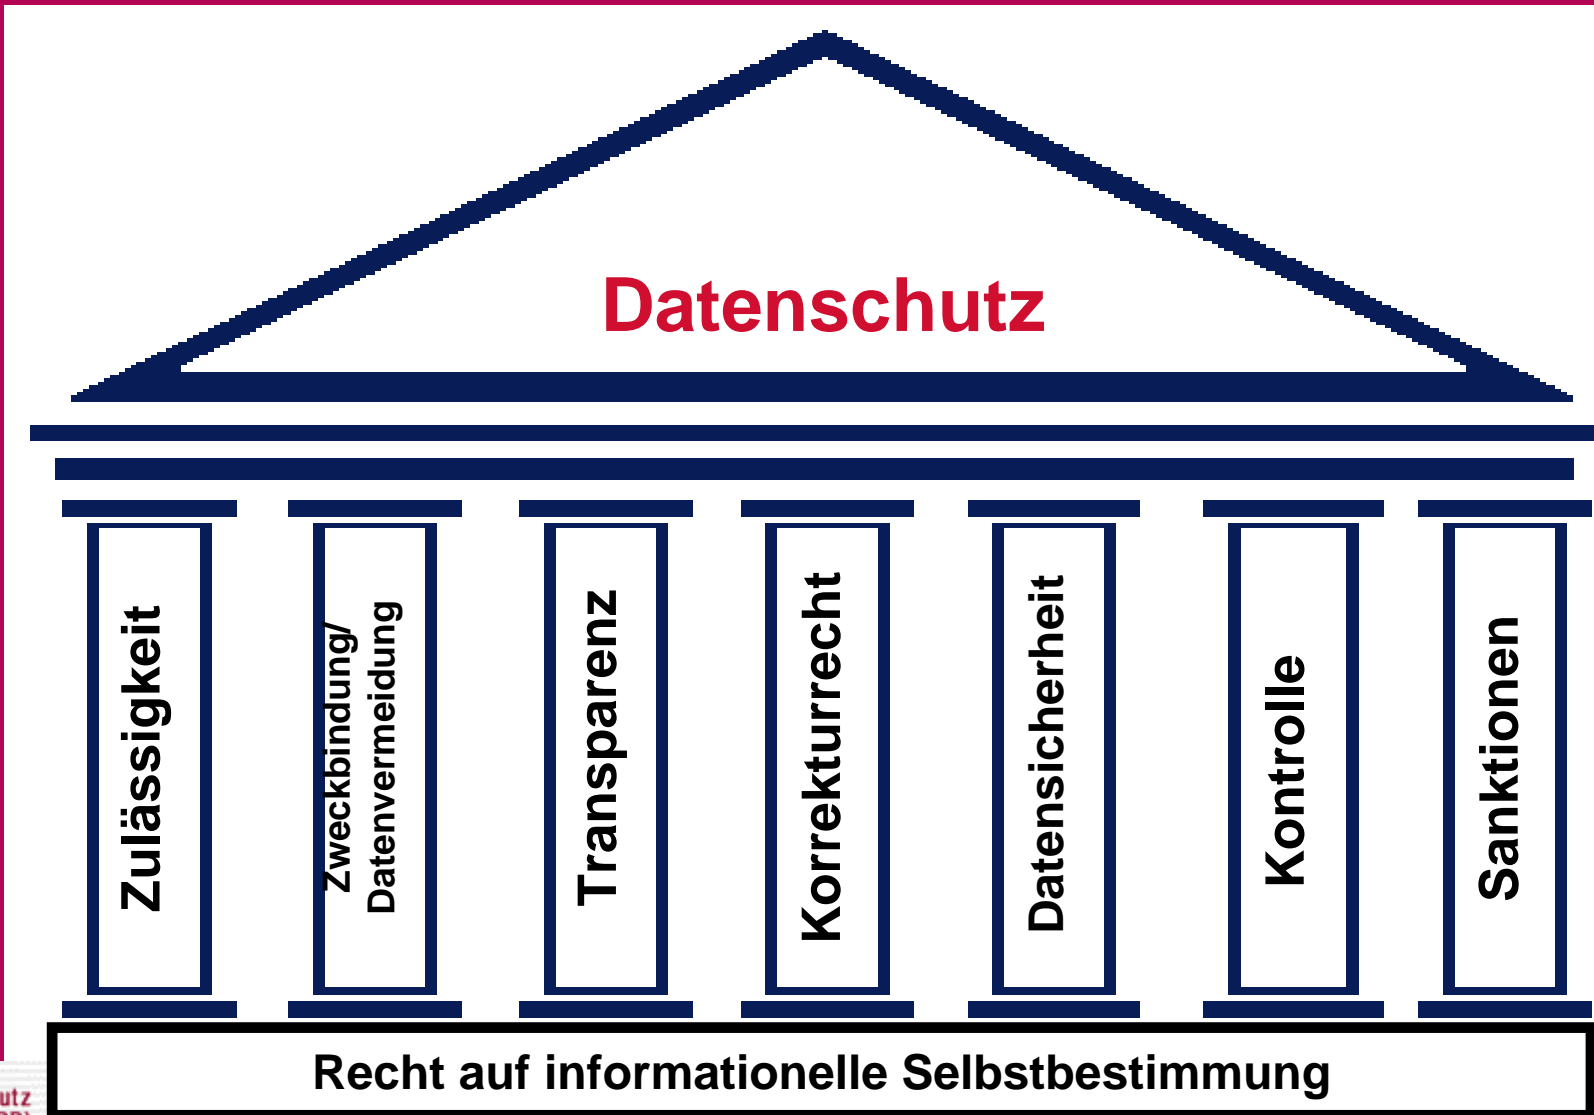 Datenschutz
Zulässigkeit
Zweckbindung/
Datenvermeidung
Transparenz
Korrekturrecht
Datensicherheit
Kontrolle
Sanktionen
Recht auf informationelle Selbstbestimmung